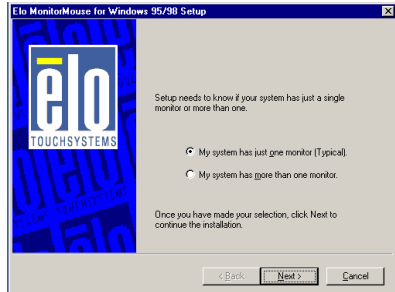 Elo MonitorMouse for Windows 95/98 Setup
elo
TOUCHSYSTEMS
Setup needs to know if your system has just a single
monitor or more than one.
My system has just one monitor (Typical).
My system has more than one monitor.
Once you have made your selection, click Next to
continue the installation.
< Back
Next >
Cancel